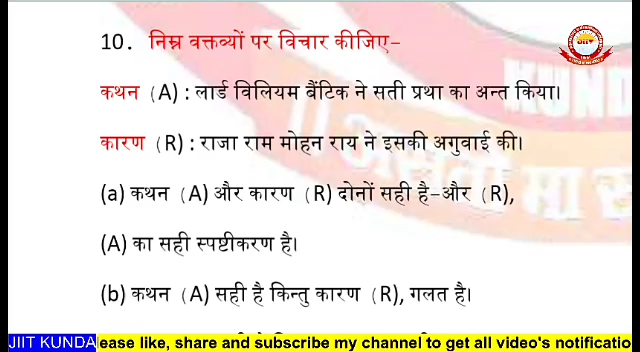 10. निम्न वक्तव्यों पर विचार कीजिए-
कथन (A) : लार्ड विलियम बैंटिक ने सती प्रथा का अन्त किया।
कारण (R) : राजा राम मोहन राय ने इसकी अगुवाई की।
(a) कथन (A) और कारण (R) दोनों सही है-और (R),
(A) का सही स्पष्टीकरण है।
(b) कथन (A) सही है किन्तु कारण (R), गलत है।
JIIT KUNDA ease like, share and subscribe my channel to get all video's notificatio